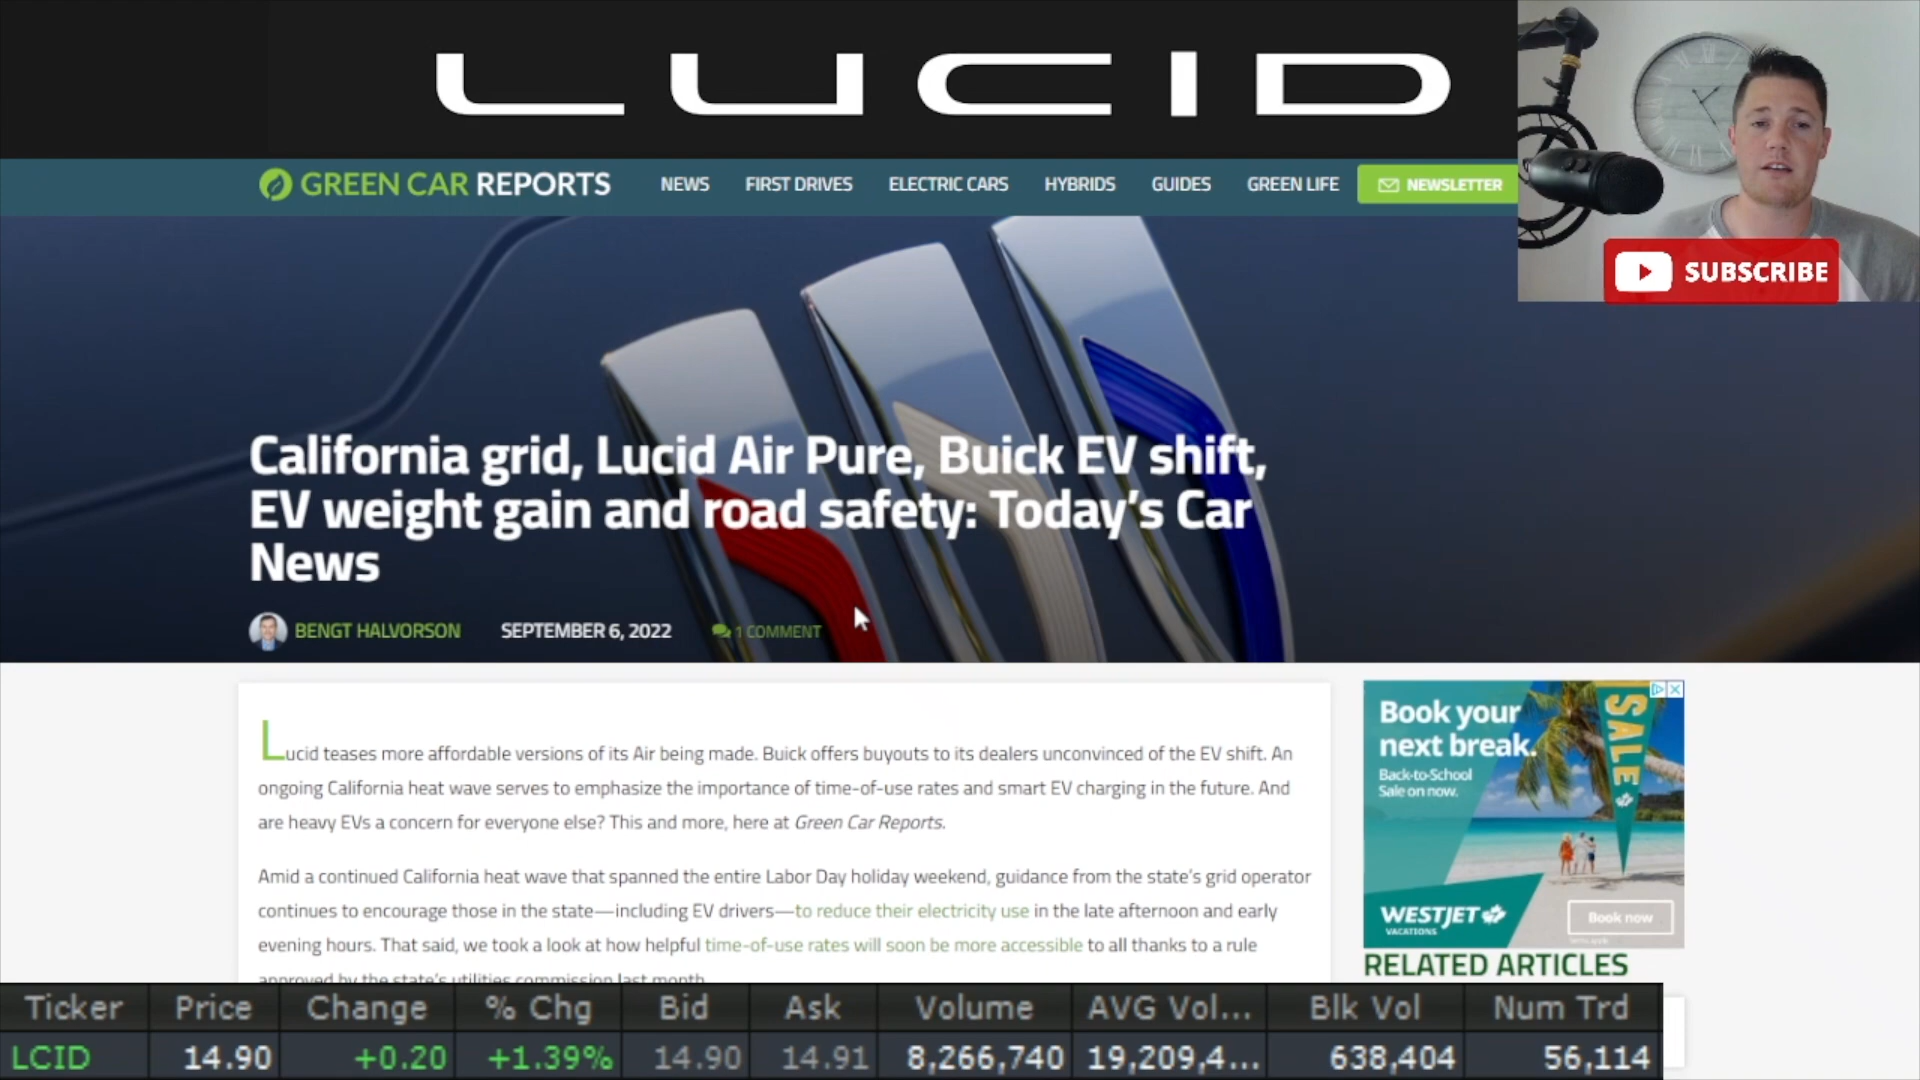 LUCID
GREEN CAR REPORTS
NEWS FIRST DRIVES ELECTRIC CARS HYBRIDS GUIDES GREEN LIFE NEWSLETTER
SUBSCRIBE
California grid, Lucid Air Pure, Buick EV shift,
EV weight gain and road safety: Today's Car
News
BENGT HALVORSON SEPTEMBER 6, 2022 1 COMMENT
Lucid teases more affordable versions of its Air being made. Buick offers buyouts to its dealers unconvinced of the EV shift. An
ongoing California heat wave serves to emphasize the importance of time-of-use rates and smart EV charging in the future. And
are heavy EVs a concern for everyone else? This and more, here at Green Car Reports.
Amid a continued California heat wave that spanned the entire Labor Day holiday weekend, guidance from the state's grid operator
continues to encourage those in the state—including EV drivers—to reduce their electricity use in the late afternoon and early
evening hours. That said, we took a look at how helpful time-of-use rates will soon be more accessible to all thanks to a rule
approved by the state's utilities commission last month.
Book your
next break.
Back-to-School
Sale on now.
SALE
WESTJET
VACATIONS
Book now
RELATED ARTICLES
Ticker Price Change % Chg Bid Ask Volume AVG Vol... Blk Vol Num Trd
LCID 14.90 +0.20 +1.39% 14.90 14.91 8,266,740 19,209,4... 638,404 56,114